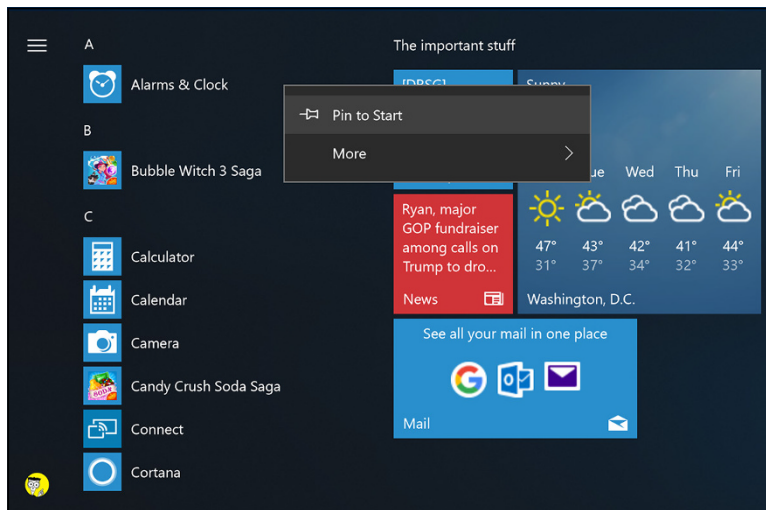 A
Alarms & Clock
B
Bubble Witch 3 Saga
C
Calculator
Calendar
Camera
Candy Crush Soda Saga
SODA
Connect
Cortana
Pin to Start
More
The important stuff
Wed Thu Fri
47° 43° 42° 41° 44°
31° 37° 34° 32° 33°
Washington, D.C.
Ryan, major
GOP fundraiser
among calls on
Trump to dro...
News
See all your mail in one place
Mail